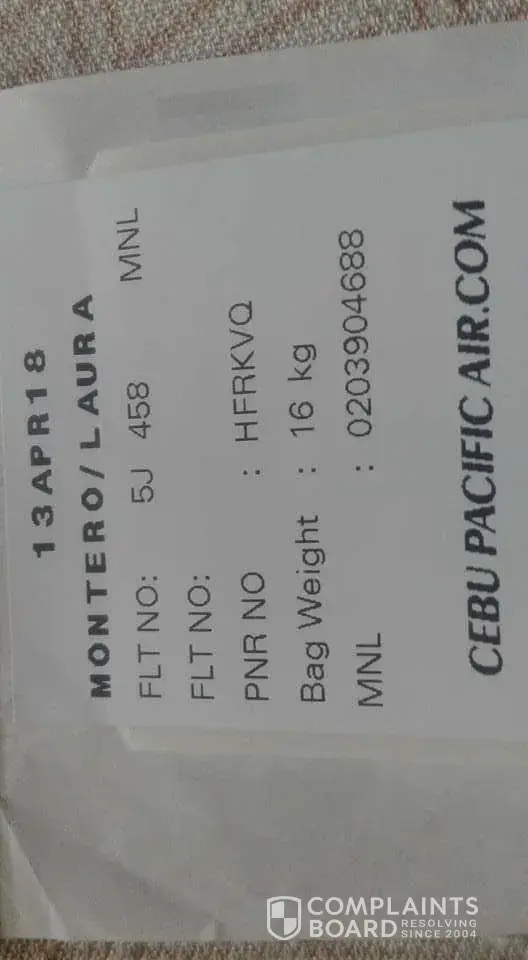 13APR18
MONTERO/LAURA
FLT NO: 5J 458 MNL
FLT NO:
PNR NO : HFRKVQ
Bag Weight : 16 kg
MNL : 0203904688
CEBU PACIFIC AIR.COM
COMPLAINTS
BOARD RESOLVING
SINCE 2004